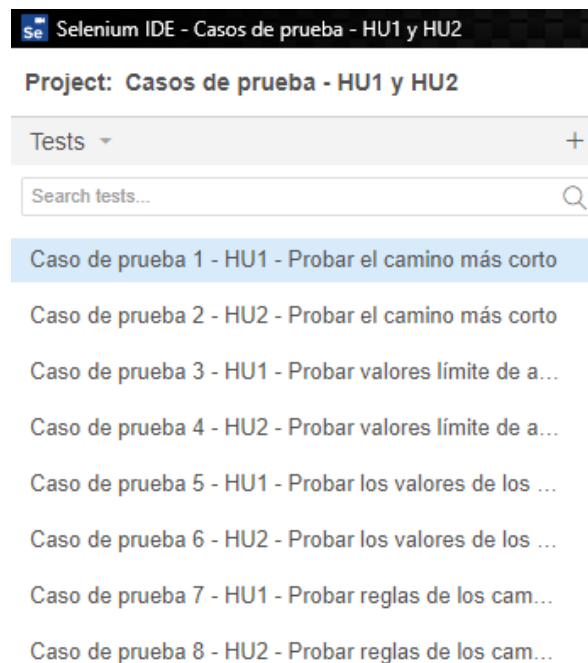 Se Selenium IDE - Casos de prueba - HU1 y HU2
Project: Casos de prueba - HU1 y HU2
Tests +
Search tests...
Caso de prueba 1 - HU1 - Probar el camino más corto
Caso de prueba 2 - HU2 - Probar el camino más corto
Caso de prueba 3 - HU1 - Probar valores límite de a...
Caso de prueba 4 - HU2 - Probar valores límite de a...
Caso de prueba 5 - HU1 - Probar los valores de los ...
Caso de prueba 6 - HU2 - Probar los valores de los ...
Caso de prueba 7 - HU1 - Probar reglas de los cam...
Caso de prueba 8 - HU2 - Probar reglas de los cam...